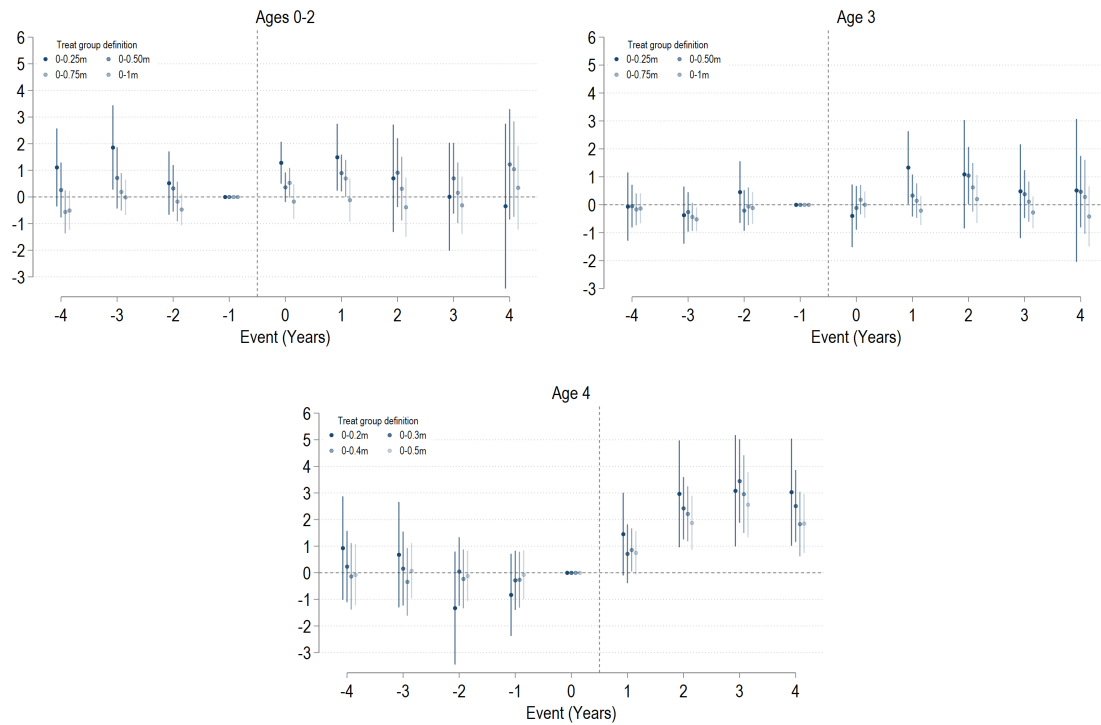 Ages 0-2
Treat group definition
0-0.25m 0-0.50m
0-0.75m 0-1m
6
5
4
3
2
1
0
-1
-2
-3
-4 -3 -2 -1 0 1 2 3 4
Event (Years)
Age 3
Treat group definition
0-0.25m 0-0.50m
0-0.75m 0-1m
6
5
4
3
2
1
0
-1
-2
-3
-4 -3 -2 -1 0 1 2 3 4
Event (Years)
Age 4
Treat group definition
0-0.2m 0-0.3m
0-0.4m 0-0.5m
6
5
4
3
2
1
0
-1
-2
-3
-4 -3 -2 -1 0 1 2 3 4
Event (Years)